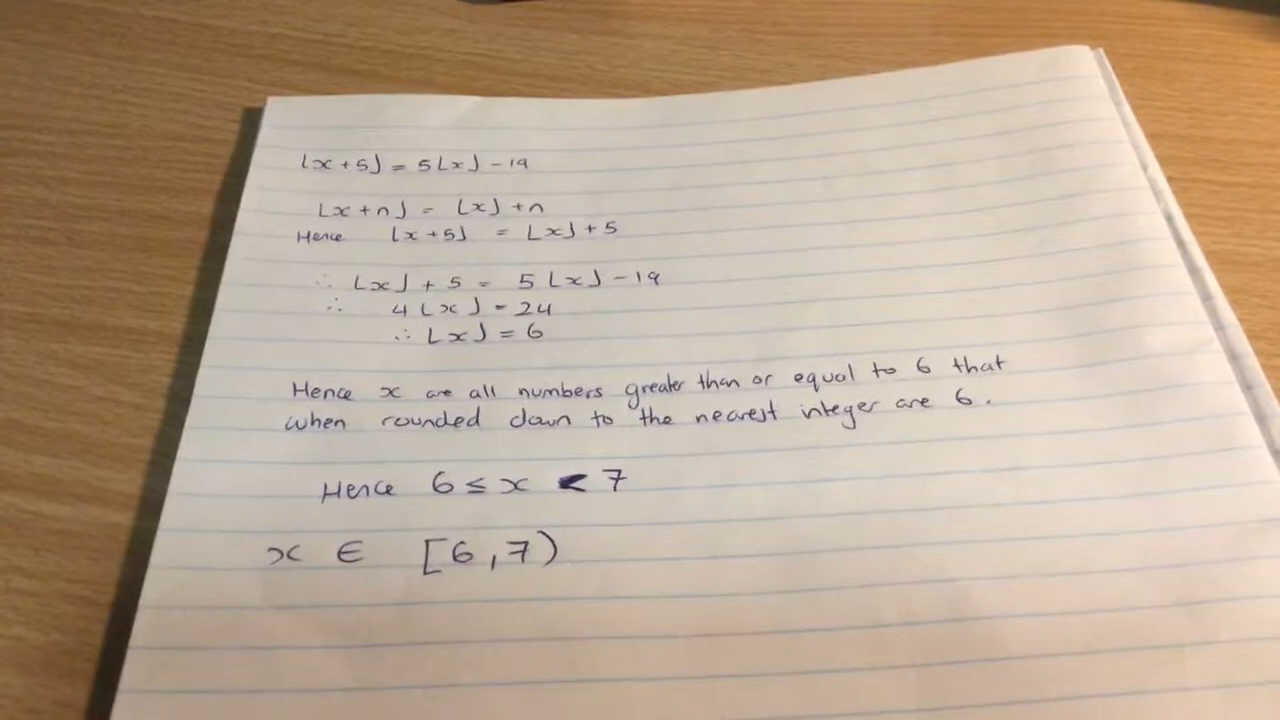 ⌊x + 5⌋ = 5⌊x⌋ - 19
⌊x + n⌋ = ⌊x⌋ + n
Hence ⌊x + 5⌋ = ⌊x⌋ + 5
∴ ⌊x⌋ + 5 = 5⌊x⌋ - 19
∴ 4⌊x⌋ = 24
∴ ⌊x⌋ = 6
Hence x are all numbers greater than or equal to 6 that
when rounded down to the nearest integer are 6.
Hence 6 ≤ x < 7
x ∈ [6,7)